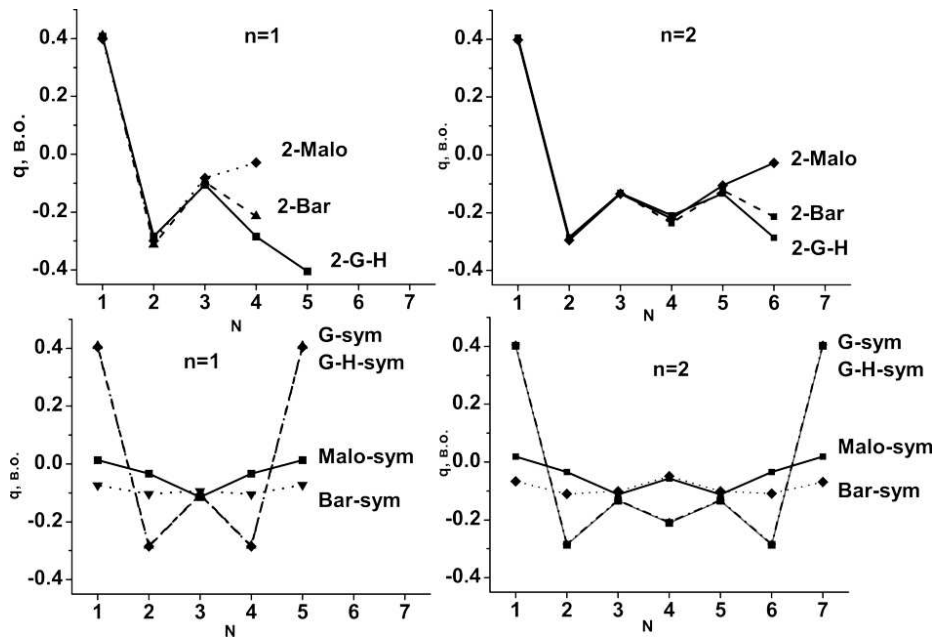 n=1
0.4
0.2
0.0
-0.2
-0.4
q, в.о.
2-Malo
2-Bar
2-G-H
1 2 3 4 5 6 7
N
n=2
0.4
0.2
0.0
-0.2
-0.4
q, в.о.
2-Malo
2-Bar
2-G-H
1 2 3 4 5 6 7
N
n=1
0.4
0.2
0.0
-0.2
-0.4
q, в.о.
G-sym
G-H-sym
Malo-sym
Bar-sym
1 2 3 4 5 6 7
N
n=2
0.4
0.2
0.0
-0.2
-0.4
q, в.о.
G-sym
G-H-sym
Malo-sym
Bar-sym
1 2 3 4 5 6 7
N